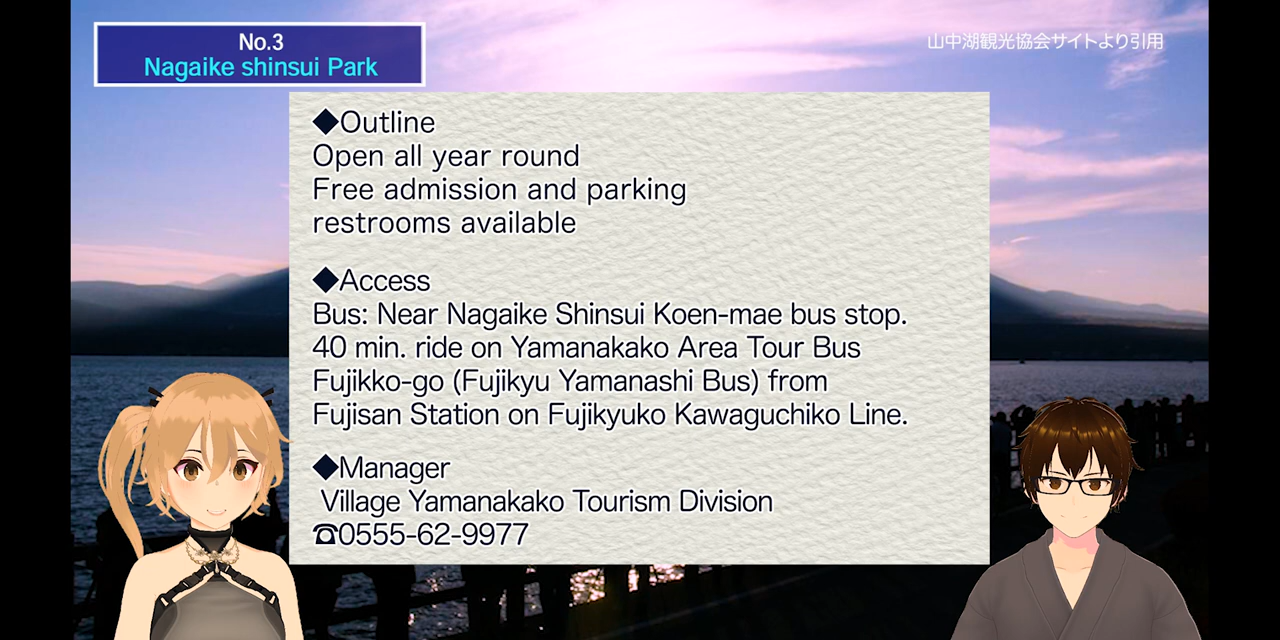 No.3
Nagaike shinsui Park
山中湖観光協会サイトより引用
◆Outline
Open all year round
Free admission and parking
restrooms available
◆Access
Bus: Near Nagaike Shinsui Koen-mae bus stop.
40 min. ride on Yamanakako Area Tour Bus
Fujikko-go (Fujikyu Yamanashi Bus) from
Fujisan Station on Fujikyuko Kawaguchiko Line.
◆Manager
Village Yamanakako Tourism Division
☎0555-62-9977